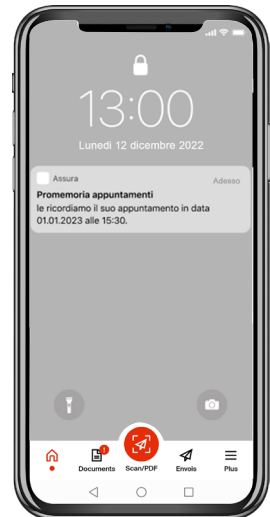 13:00
Lunedì 12 dicembre 2022
Assura
Adesso
Promemoria appuntamenti
le ricordiamo il suo appuntamento in data
01.01.2023 alle 15:30.
1
Documents
Scan/PDF
Envois
Plus